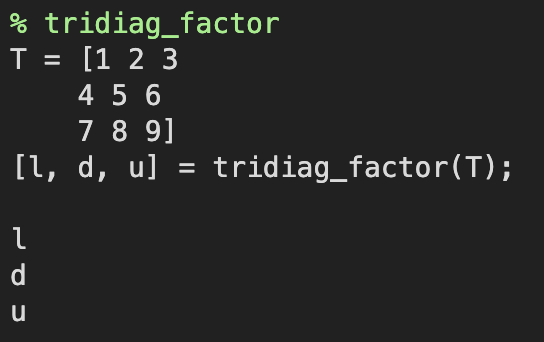 % tridiag_factor
T = [1 2 3
4 5 6
7 8 9]
[l, d, u] = tridiag_factor(T);
l
d
u